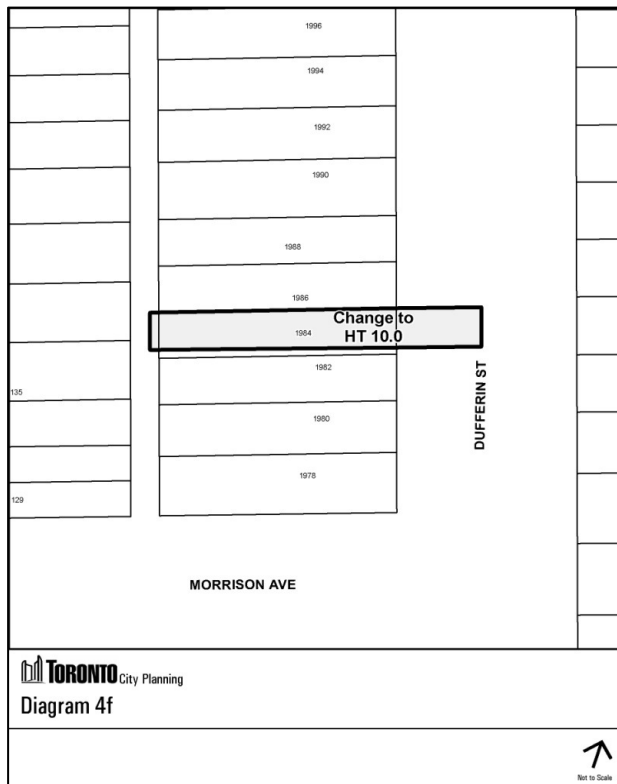 1996
1994
1992
1990
1988
1986
Change to
HT 10.0
1984
1982
135
1980
DUFFERIN ST
1978
129
MORRISON AVE
TORONTO City Planning
Diagram 4f
Not to Scale